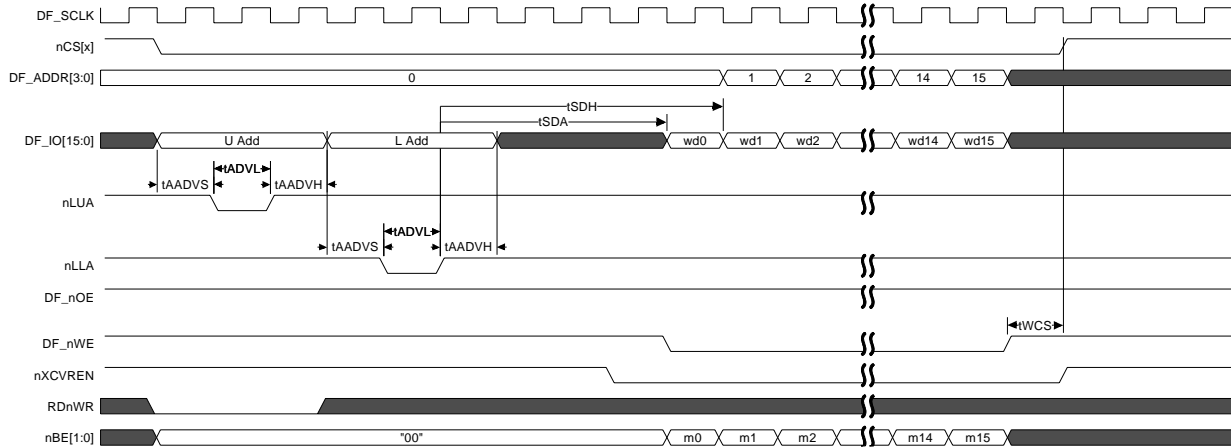 DF_SCLK
nCS[x]
DF_ADDR[3:0] 0 1 2 14 15
tSDH
tSDA
DF_IO[15:0] U Add L Add wd0 wd1 wd2 wd14 wd15
tADVL
tAADVS tAADVH
nLUA
tADVL
tAADVS tAADVH
nLLA
DF_nOE
tWCS
DF_nWE
nXCVREN
RDnWR
nBE[1:0] "00" m0 m1 m2 m14 m15